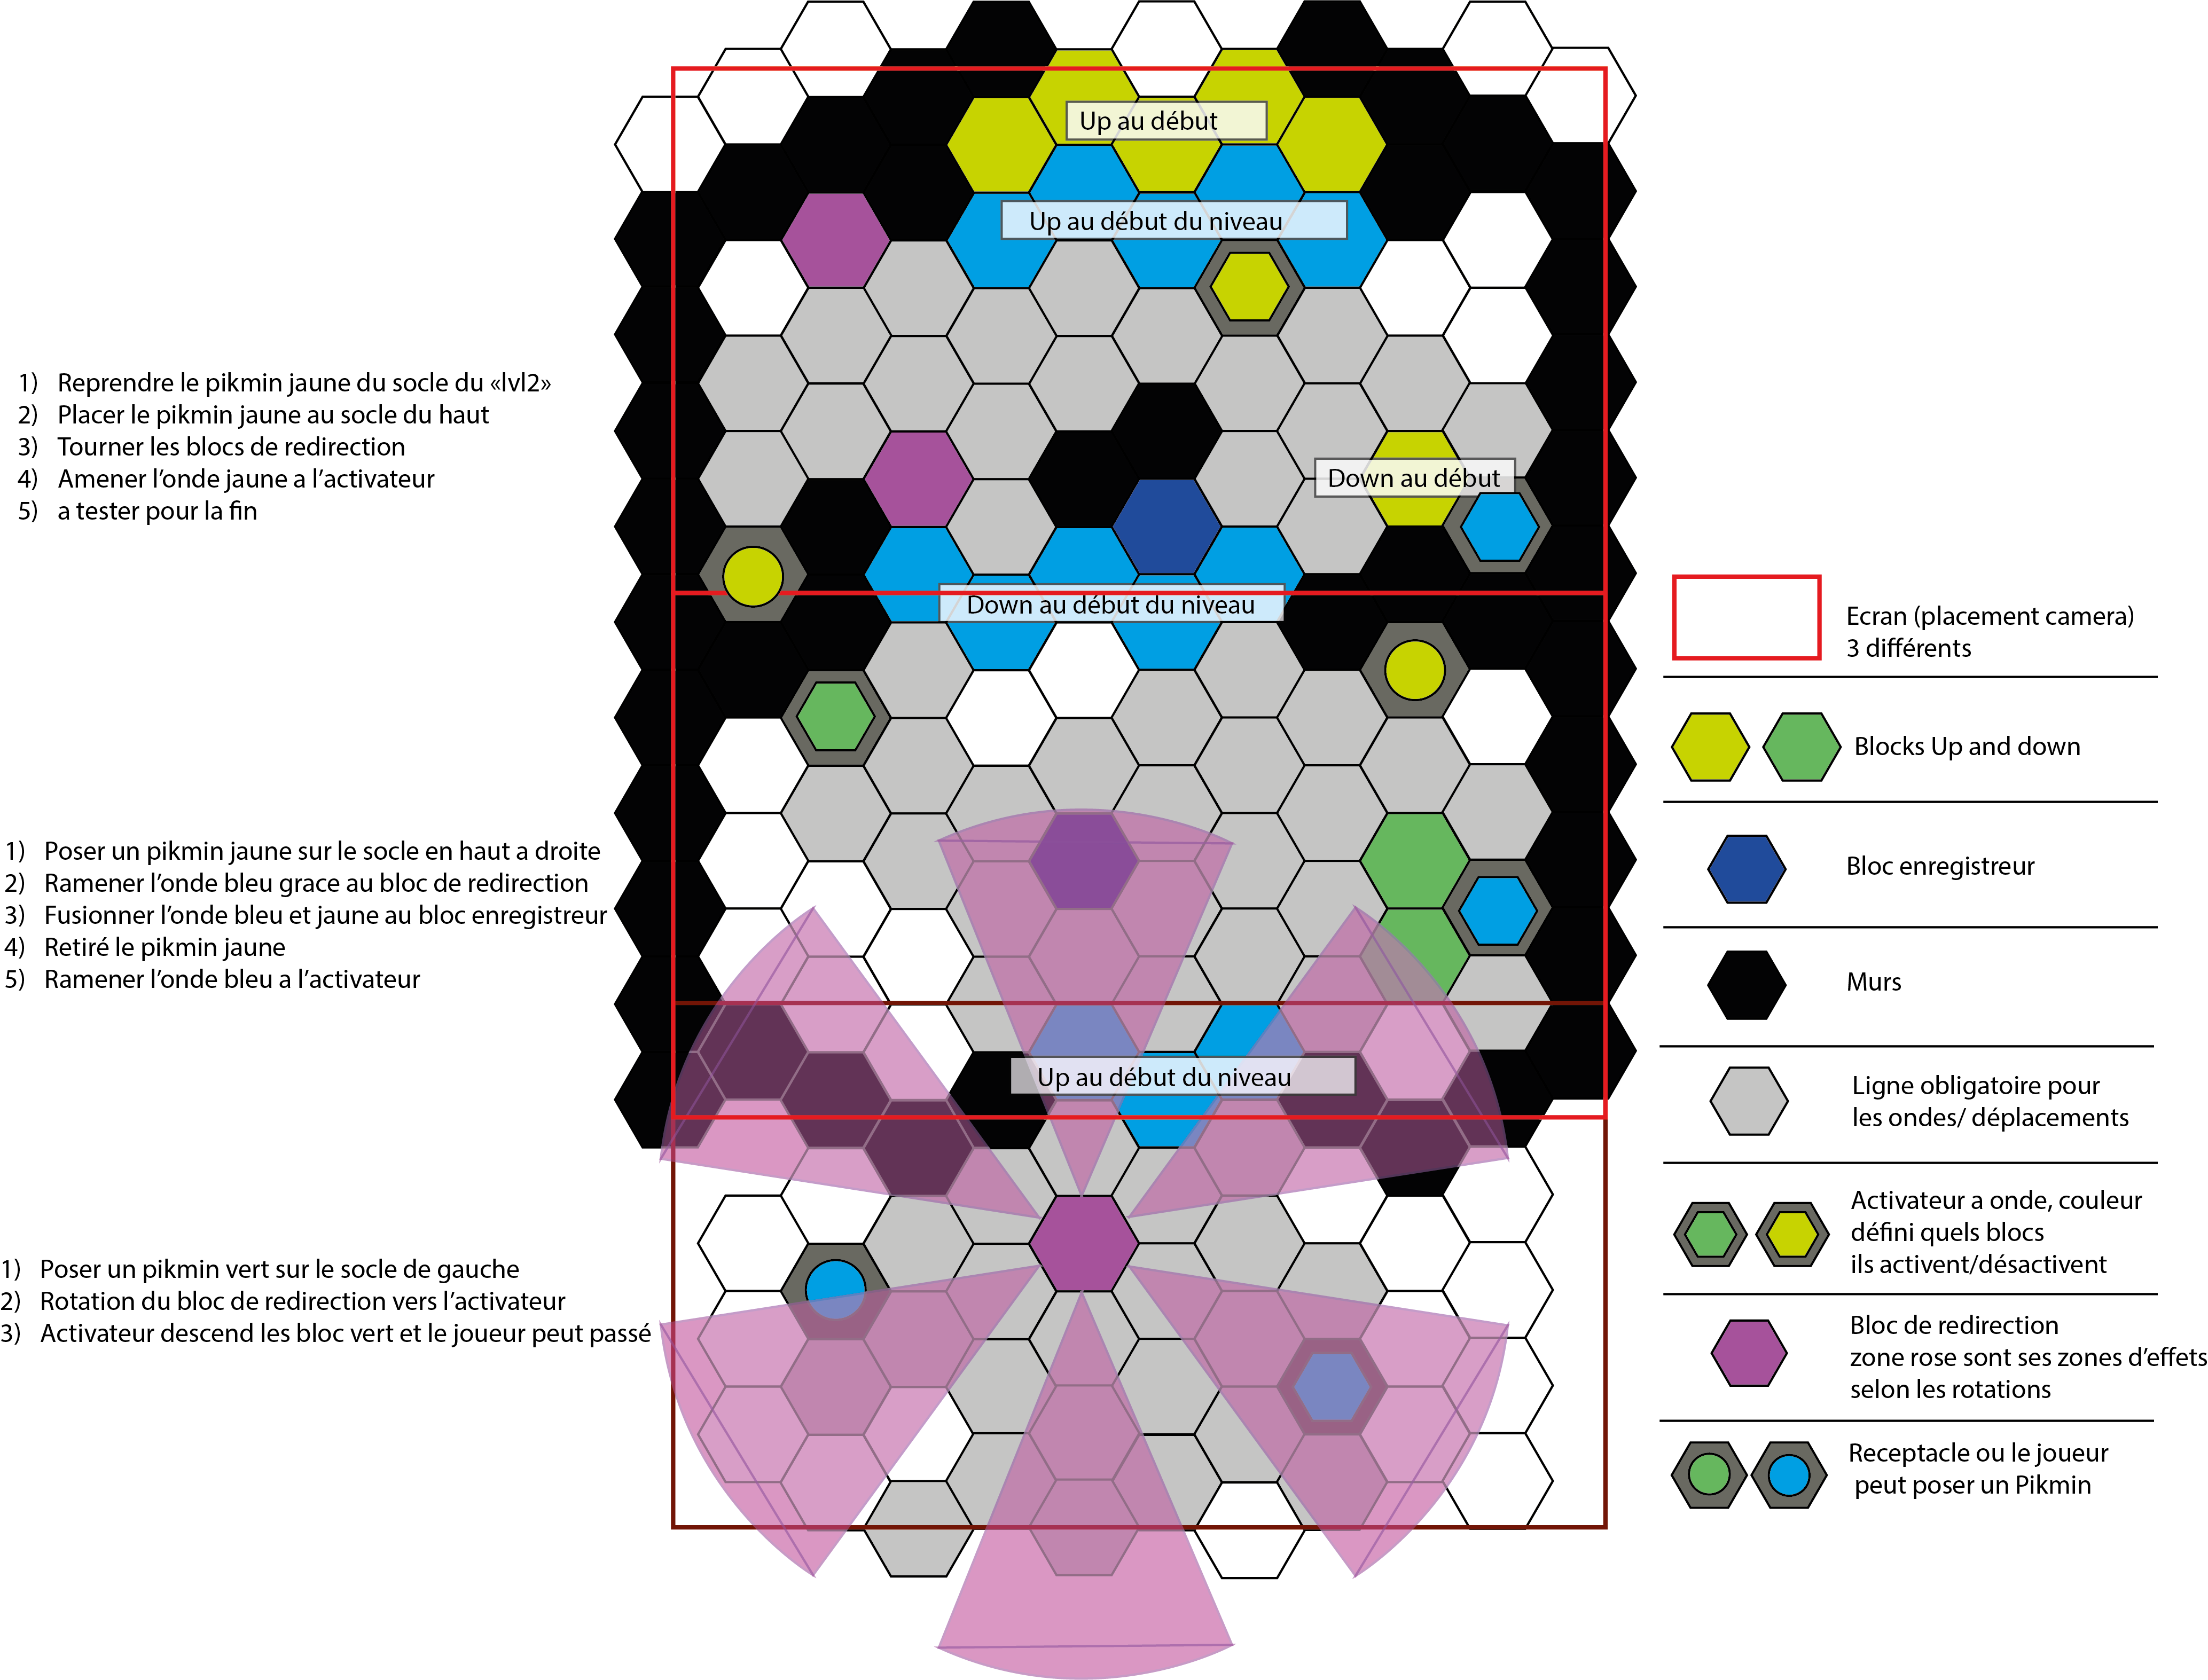 Up au début
Up au début du niveau
1) Reprendre le pikmin jaune du socle du «lvl2»
2) Placer le pikmin jaune au socle du haut
3) Tourner les blocs de redirection
4) Amener l’onde jaune a l’activateur
5) a tester pour la fin
Down au début
Down au début du niveau
Ecran (placement camera)
3 différents
Blocks Up and down
Bloc enregistreur
Murs
Ligne obligatoire pour
les ondes/ déplacements
Activateur a onde, couleur
défini quels blocs
ils activent/désactivent
Bloc de redirection
zone rose sont ses zones d’effets
selon les rotations
Receptacle ou le joueur
peut poser un Pikmin
1) Poser un pikmin jaune sur le socle en haut a droite
2) Ramener l’onde bleu grace au bloc de redirection
3) Fusionner l’onde bleu et jaune au bloc enregistreur
4) Retiré le pikmin jaune
5) Ramener l’onde bleu a l’activateur
Up au début du niveau
1) Poser un pikmin vert sur le socle de gauche
2) Rotation du bloc de redirection vers l’activateur
3) Activateur descend les bloc vert et le joueur peut passé